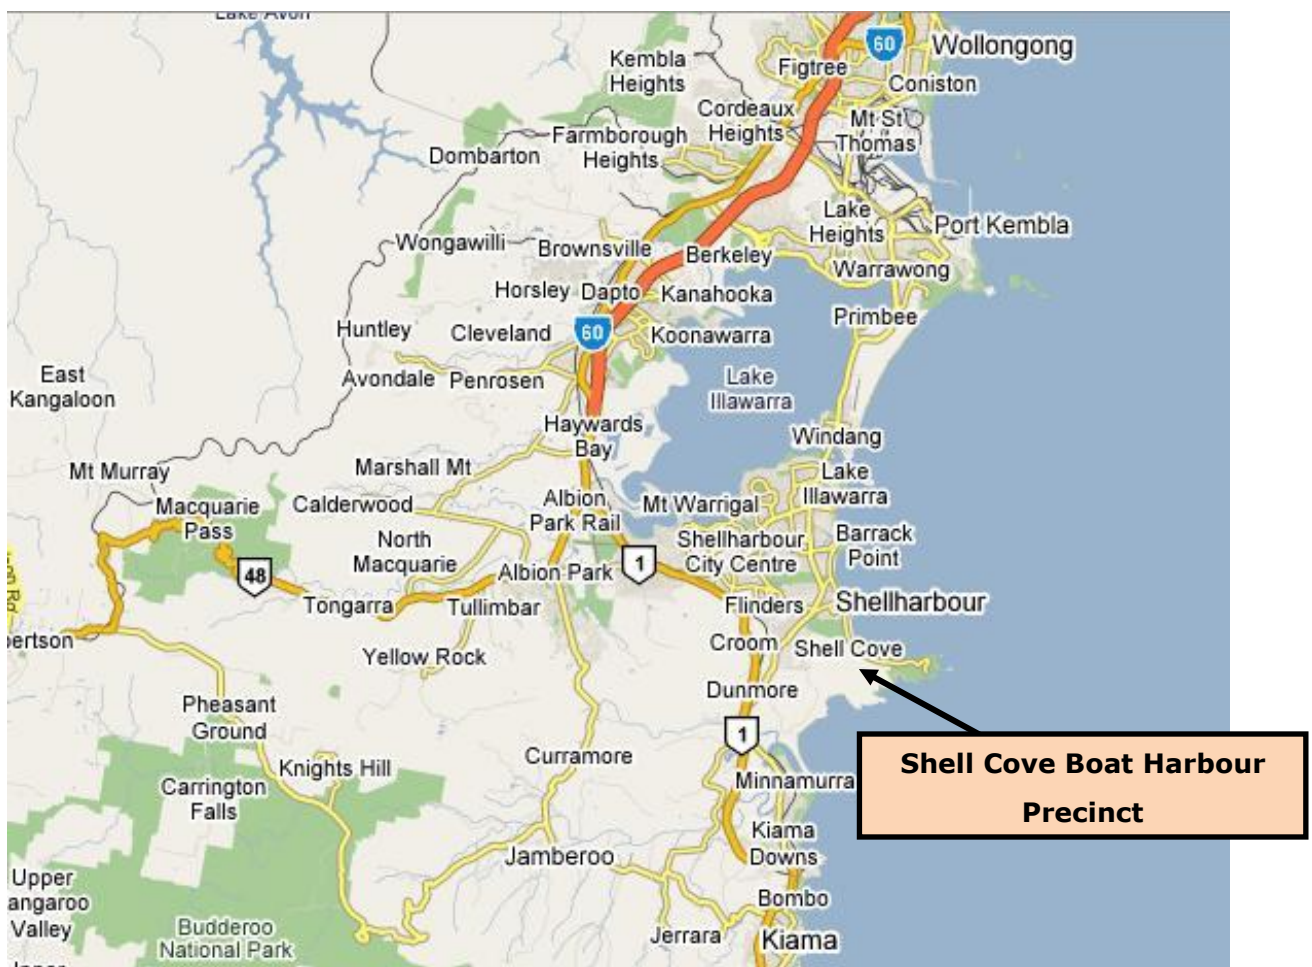 Lake Avon
60
Wollongong
Kembla
Heights
Figtree
Coniston
Cordeaux
Heights
Mt St
Thomas
Farmborough
Heights
Dombarton
Lake
Heights
Port Kembla
Wongawilli
Brownsville
Berkeley
Warrawong
Horsley
Dapto
Kanahooka
Primbee
Huntley
Cleveland
60
Koonawarra
East
Kangaloon
Avondale
Penrosen
Lake
Illawarra
Haywards
Bay
Windang
Mt Murray
Marshall Mt
Lake
Illawarra
Macquarie
Pass
Calderwood
Albion
Park Rail
Mt Warrigal
North
Macquarie
Shellharbour
City Centre
Barrack
Point
48
Albion Park
1
Tongarra
Tullimbar
Flinders
Shellharbour
Rd
bertson
Yellow Rock
Croom
Shell Cove
Dunmore
Pheasant
Ground
1
Shell Cove Boat Harbour
Precinct
Curramore
Knights Hill
Minnamurra
Carrington
Falls
Kiama
Downs
Jamberoo
Upper
angaroo
Valley
Bombo
Budderoo
National Park
Jerrara
Kiama